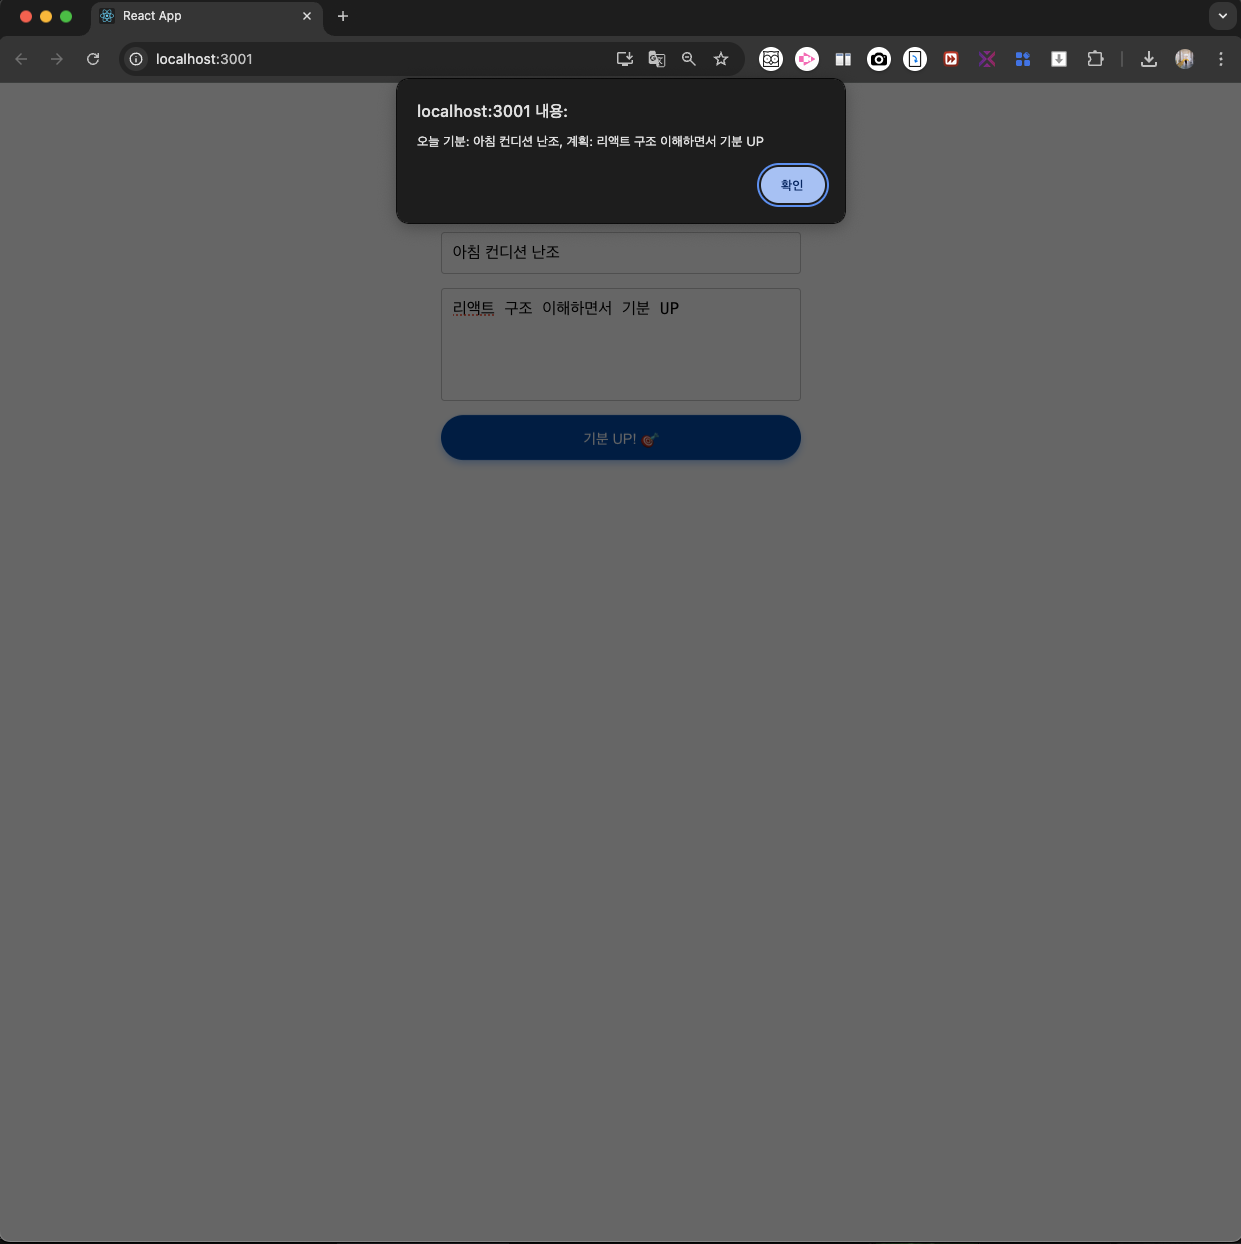 React App
localhost:3001
localhost:3001 내용:
오늘 기분: 아침 컨디션 난조, 계획: 리액트 구조 이해하면서 기분 UP
확인
아침 컨디션 난조
리액트 구조 이해하면서 기분 UP
기분 UP!